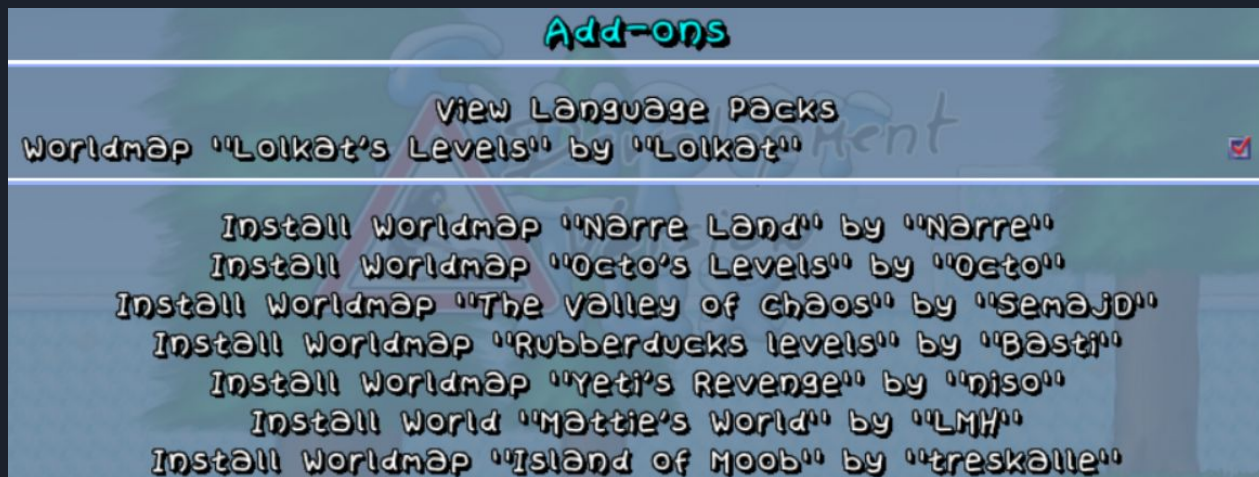 Add-ons
View Language Packs
Worldmap "Lolkat's Levels" by "Lolkat"
Development
Version
Install Worldmap "Narre Land" by "Narre"
Install Worldmap "Octo's Levels" by "Octo"
Install Worldmap "The Valley of Chaos" by "SemajD"
Install Worldmap "Rubberducks levels" by "Basti"
Install Worldmap "Yeti's Revenge" by "niso"
Install World "Mattie's World" by "LMH"
Install Worldmap "Island of Moob" by "treskalle"